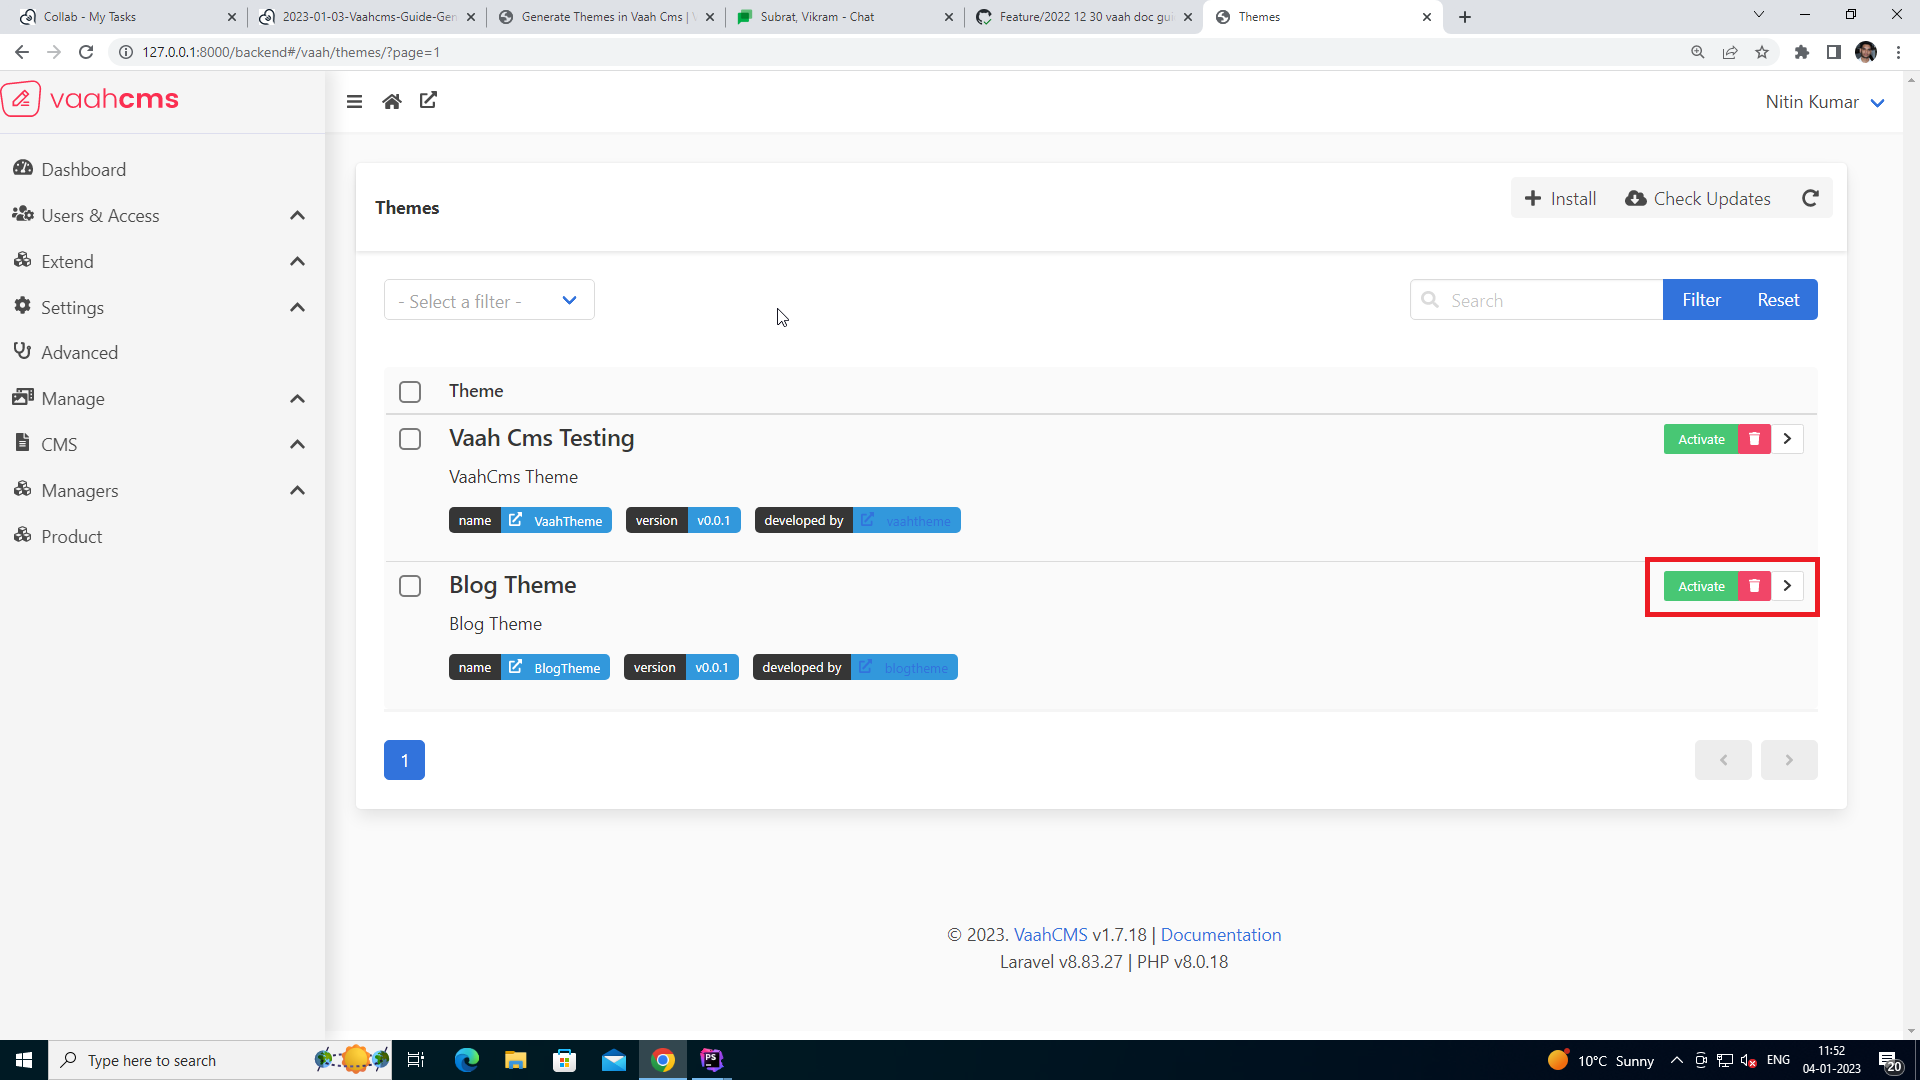 Collab - My Tasks
2023-01-03-Vaahcms-Guide-Gen
Generate Themes in Vaah Cms |
Subrat, Vikram - Chat
Feature/2022 12 30 vaah doc gui
Themes
127.0.0.1:8000/backend#/vaah/themes/?page=1
vaahcms
Nitin Kumar
Dashboard
Users & Access
Extend
Settings
Advanced
Manage
CMS
Managers
Product
Themes
Install
Check Updates
- Select a filter -
Search
Filter
Reset
Theme
Vaah Cms Testing
Activate
VaahCms Theme
name VaahTheme version v0.0.1 developed by vaahtheme
Blog Theme
Activate
Blog Theme
name BlogTheme version v0.0.1 developed by blogtheme
1
© 2023. VaahCMS v1.7.18 | Documentation
Laravel v8.83.27 | PHP v8.0.18
Type here to search
PS
10°C Sunny
ENG
11:52
04-01-2023
20